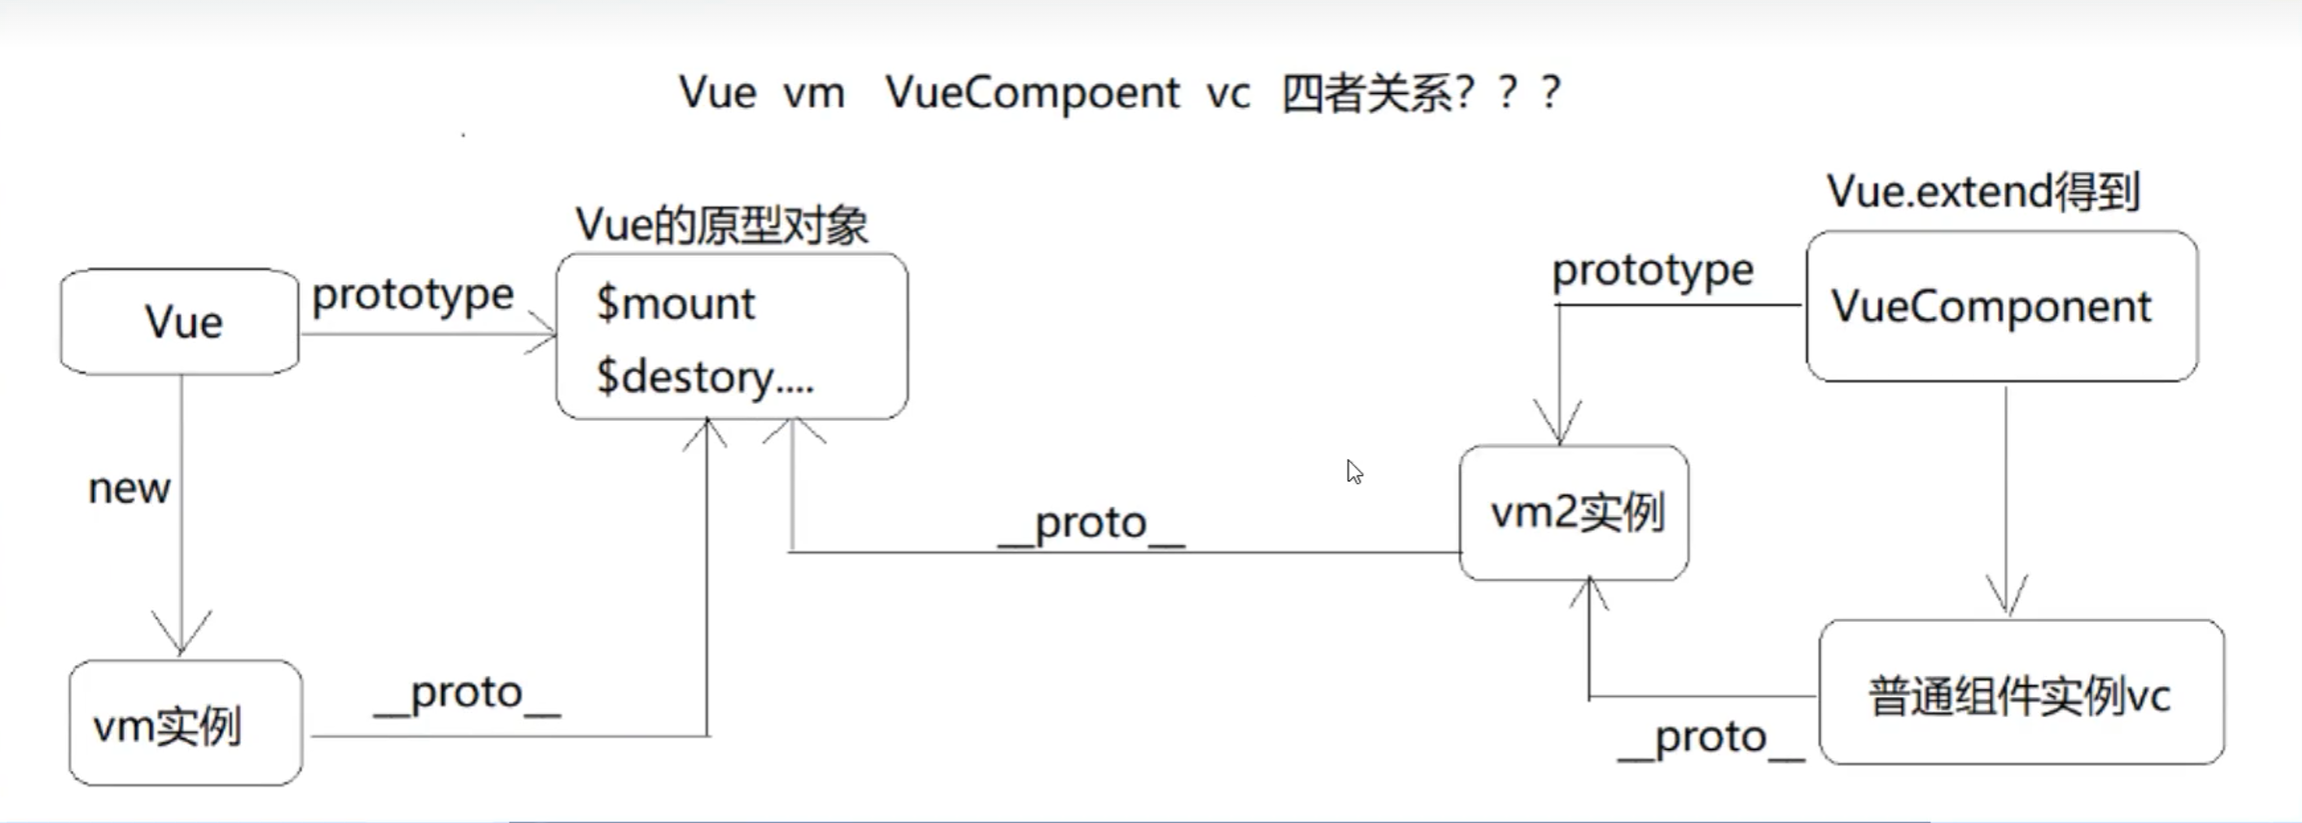 Vue vm VueCompoent vc 四者关系？？？
Vue.extend得到
Vue的原型对象
prototype
VueComponent
Vue
prototype
$mount
$destory....
new
vm2实例
__proto__
vm实例
__proto__
普通组件实例vc
__proto__